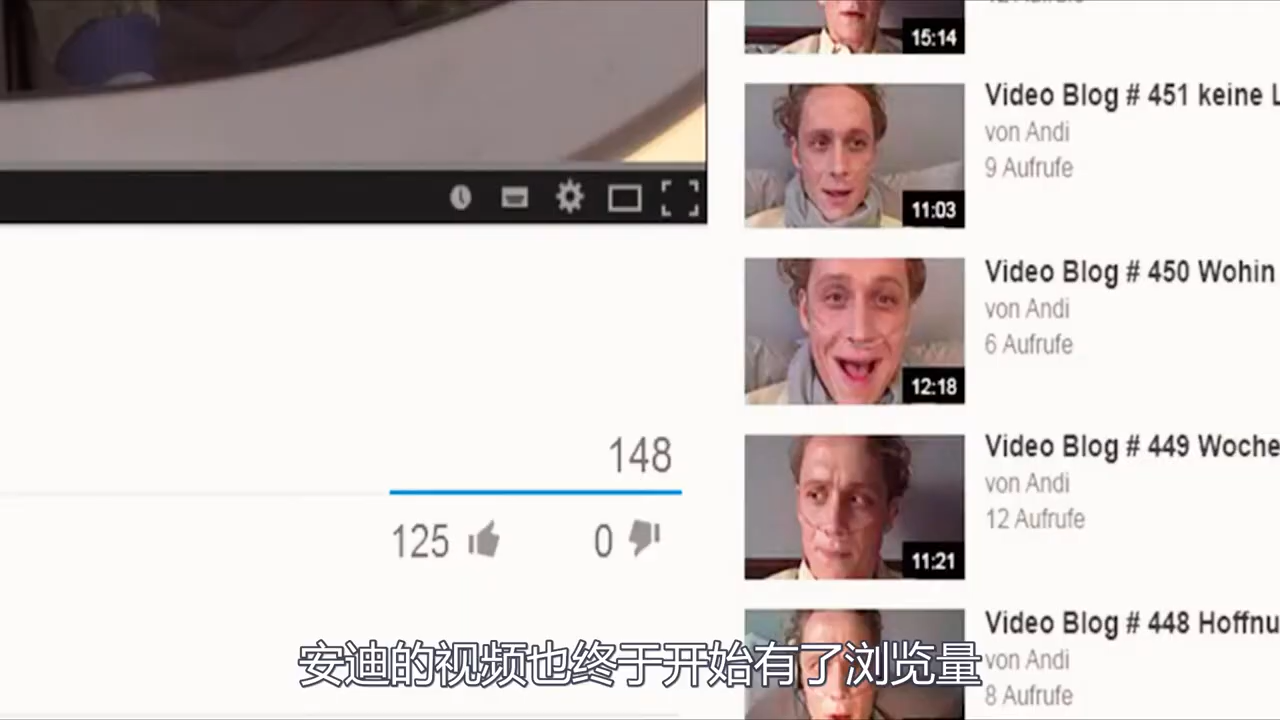 15:14
Video Blog # 451 keine
von Andi
9 Aufrufe
11:03
Video Blog # 450 Wohin
von Andi
6 Aufrufe
12:18
148
125
0
Video Blog # 449 Woche
von Andi
12 Aufrufe
11:21
Video Blog # 448 Hoffnu
von Andi
8 Aufrufe
安迪的视频也终于开始有了浏览量